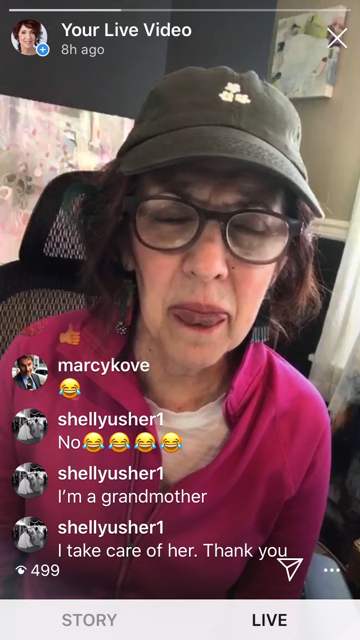 Your Live Video
8h ago
marcykove
😂
shellyusher1
No😂😂😂😂
shellyusher1
I'm a grandmother
shellyusher1
I take care of her. Thank you
499
STORY LIVE